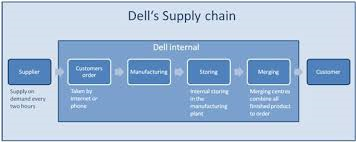 Dell's Supply chain
Dell internal
Supplier
Customers
order
Manufacturing
Storing
Merging
Customer
Supply on
demand every
two hours
Taken by
internet or
phone
Internal storing
in the
manufacturing
plant
Merging centres
combine all
finished product
to order